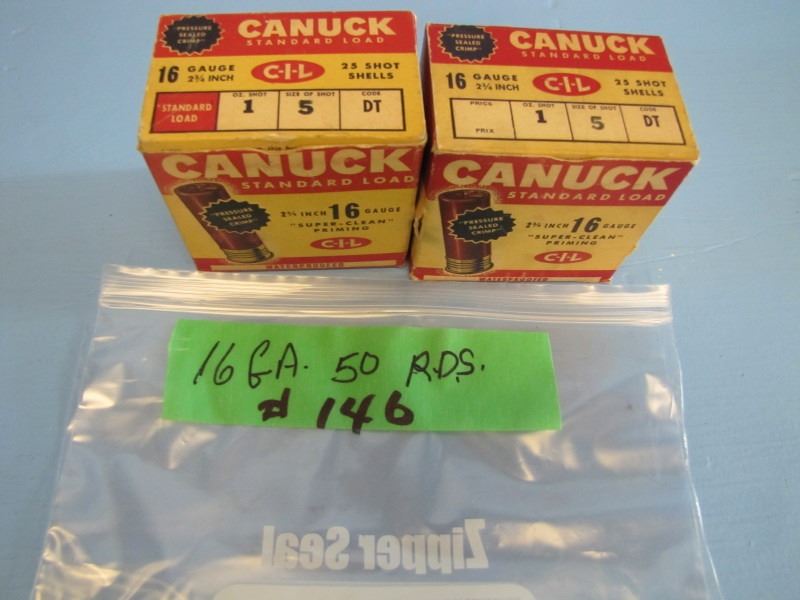 "PRESSURE SEALED CRIMP"
CANUCK
STANDARD LOAD
16 GAUGE
2¾ INCH
C-I-L
25 SHOT
SHELLS
STANDARD LOAD
OZ. SHOT
1
SIZE OF SHOT
5
CODE
DT
CANUCK
STANDARD LOAD
"PRESSURE SEALED CRIMP"
2¾ INCH 16 GAUGE
"SUPER-CLEAN"
PRIMING
C-I-L
WATERPROOFED
"PRESSURE SEALED CRIMP"
CANUCK
STANDARD LOAD
16 GAUGE
2¾ INCH
C-I-L
25 SHOT
SHELLS
PRICE
PRIX
OZ. SHOT
1
SIZE OF SHOT
5
CODE
DT
CANUCK
STANDARD LOAD
"PRESSURE SEALED CRIMP"
2¾ INCH 16 GAUGE
"SUPER-CLEAN"
PRIMING
C-I-L
WATERPROOFED
16 GA. 50 RDS.
# 146
Zipper Seal